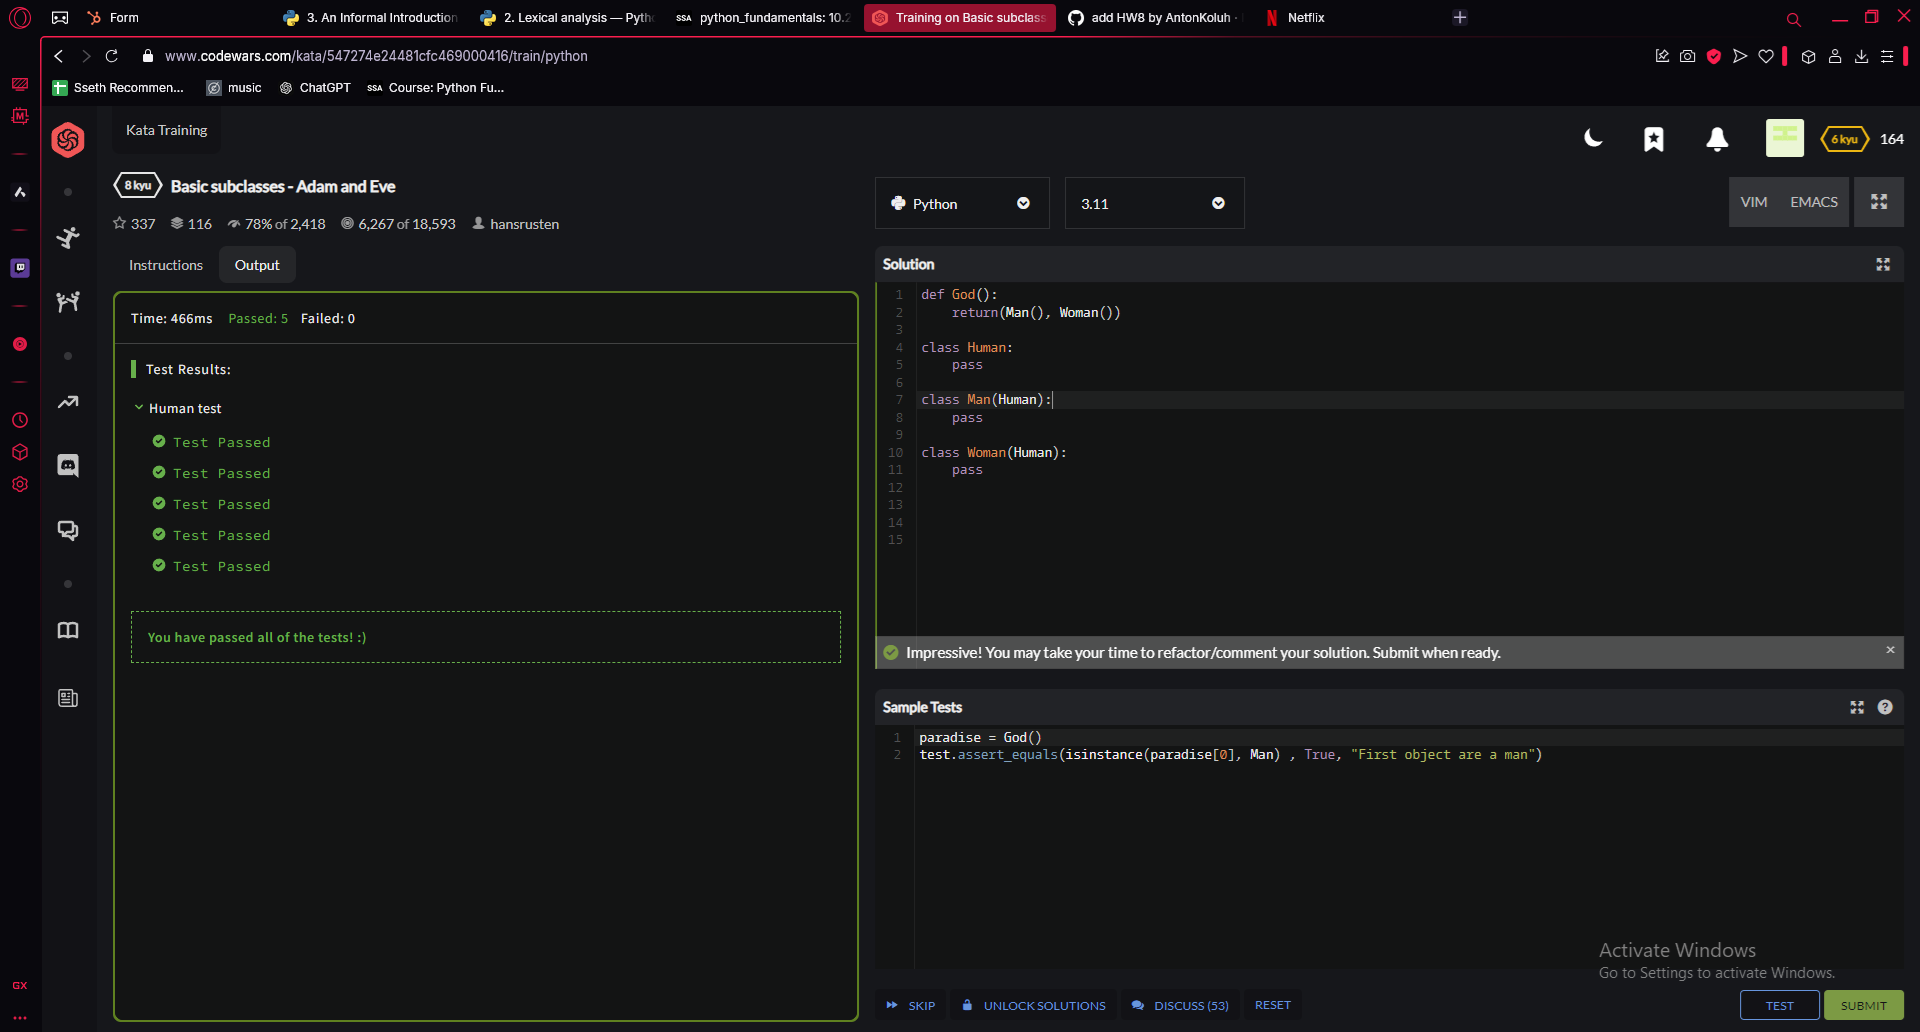 Form
3. An Informal Introduction
2. Lexical analysis — Pyth
SSA python_fundamentals: 10.2
Training on Basic subclass
add HW8 by AntonKoluh ·
Netflix
www.codewars.com/kata/547274e24481cfc469000416/train/python
Sseth Recommen...
music
ChatGPT
SSA Course: Python Fu...
Kata Training
6 kyu 164
8 kyu Basic subclasses - Adam and Eve
337 116 78% of 2,418 6,267 of 18,593 hansrusten
Python
3.11
VIM EMACS
Instructions Output
Time: 466ms Passed: 5 Failed: 0
Test Results:
Human test
Test Passed
Test Passed
Test Passed
Test Passed
Test Passed
You have passed all of the tests! :)
Solution
1 def God():
2     return(Man(), Woman())
3
4 class Human:
5     pass
6
7 class Man(Human):
8     pass
9
10 class Woman(Human):
11     pass
12
13
14
15
Impressive! You may take your time to refactor/comment your solution. Submit when ready.
Sample Tests
1 paradise = God()
2 test.assert_equals(isinstance(paradise[0], Man) , True, "First object are a man")
Activate Windows
Go to Settings to activate Windows.
SKIP
UNLOCK SOLUTIONS
DISCUSS (53)
RESET
TEST
SUBMIT
GX